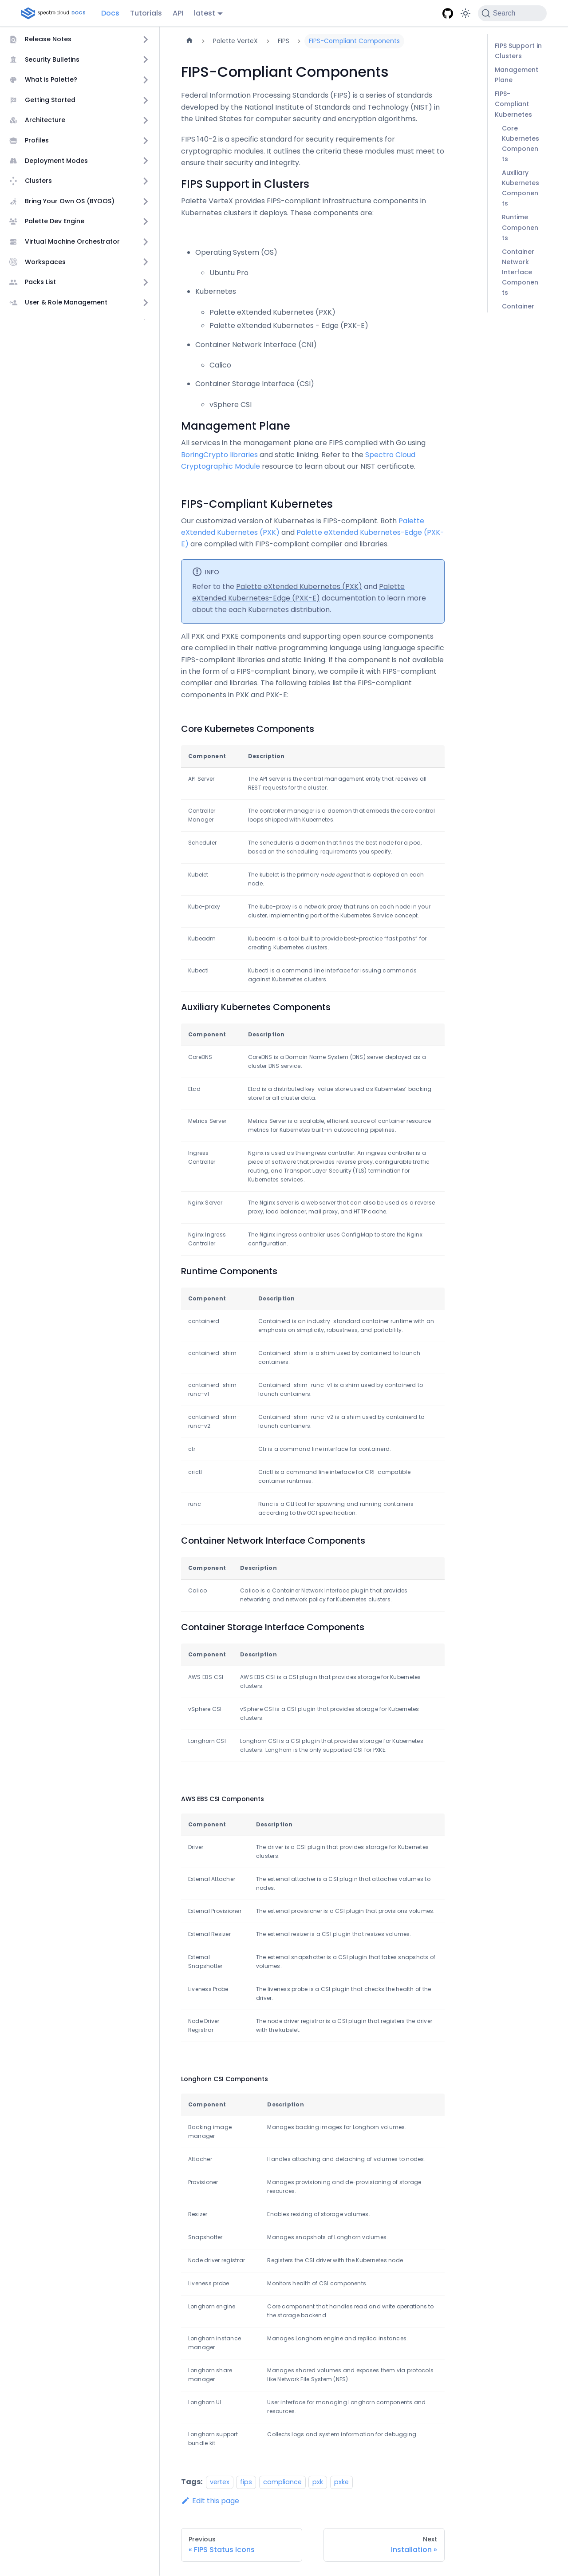 spectro cloud DOCS
Docs
Tutorials
API
latest
Search
Release Notes
Security Bulletins
What is Palette?
Getting Started
Architecture
Profiles
Deployment Modes
Clusters
Bring Your Own OS (BYOOS)
Palette Dev Engine
Virtual Machine Orchestrator
Workspaces
Packs List
User & Role Management
Palette VerteX
FIPS
FIPS-Compliant Components
FIPS-Compliant Components
Federal Information Processing Standards (FIPS) is a series of standards
developed by the National Institute of Standards and Technology (NIST) in
the United States for computer security and encryption algorithms.
FIPS 140-2 is a specific standard for security requirements for
cryptographic modules. It outlines the criteria these modules must meet to
ensure their security and integrity.
FIPS Support in Clusters
Palette VerteX provides FIPS-compliant infrastructure components in
Kubernetes clusters it deploys. These components are:
Operating System (OS)
Ubuntu Pro
Kubernetes
Palette eXtended Kubernetes (PXK)
Palette eXtended Kubernetes - Edge (PXK-E)
Container Network Interface (CNI)
Calico
Container Storage Interface (CSI)
vSphere CSI
Management Plane
All services in the management plane are FIPS compiled with Go using
BoringCrypto libraries and static linking. Refer to the Spectro Cloud
Cryptographic Module resource to learn about our NIST certificate.
FIPS-Compliant Kubernetes
Our customized version of Kubernetes is FIPS-compliant. Both Palette
eXtended Kubernetes (PXK) and Palette eXtended Kubernetes-Edge (PXK-
E) are compiled with FIPS-compliant compiler and libraries.
INFO
Refer to the Palette eXtended Kubernetes (PXK) and Palette
eXtended Kubernetes-Edge (PXK-E) documentation to learn more
about the each Kubernetes distribution.
All PXK and PXKE components and supporting open source components
are compiled in their native programming language using language specific
FIPS-compliant libraries and static linking. If the component is not available
in the form of a FIPS-compliant binary, we compile it with FIPS-compliant
compiler and libraries. The following tables list the FIPS-compliant
components in PXK and PXK-E:
Core Kubernetes Components
Component Description
API Server The API server is the central management entity that receives all
REST requests for the cluster.
Controller Manager The controller manager is a daemon that embeds the core control
loops shipped with Kubernetes.
Scheduler The scheduler is a daemon that finds the best node for a pod,
based on the scheduling requirements you specify.
Kubelet The kubelet is the primary node agent that is deployed on each
node.
Kube-proxy The kube-proxy is a network proxy that runs on each node in your
cluster, implementing part of the Kubernetes Service concept.
Kubeadm Kubeadm is a tool built to provide best-practice "fast paths" for
creating Kubernetes clusters.
Kubectl Kubectl is a command line interface for issuing commands
against Kubernetes clusters.
Auxiliary Kubernetes Components
Component Description
CoreDNS CoreDNS is a Domain Name System (DNS) server deployed as a
cluster DNS service.
Etcd Etcd is a distributed key-value store used as Kubernetes' backing
store for all cluster data.
Metrics Server Metrics Server is a scalable, efficient source of container resource
metrics for Kubernetes built-in autoscaling pipelines.
Ingress Controller Nginx is used as the ingress controller. An ingress controller is a
piece of software that provides reverse proxy, configurable traffic
routing, and Transport Layer Security (TLS) termination for
Kubernetes services.
Nginx Server The Nginx server is a web server that can also be used as a reverse
proxy, load balancer, mail proxy, and HTTP cache.
Nginx Ingress Controller The Nginx ingress controller uses ConfigMap to store the Nginx
configuration.
Runtime Components
Component Description
containerd Containerd is an industry-standard container runtime with an
emphasis on simplicity, robustness, and portability.
containerd-shim Containerd-shim is a shim used by containerd to launch
containers.
containerd-shim-runc-v1 Containerd-shim-runc-v1 is a shim used by containerd to
launch containers.
containerd-shim-runc-v2 Containerd-shim-runc-v2 is a shim used by containerd to
launch containers.
ctr Ctr is a command line interface for containerd.
crictl Crictl is a command line interface for CRI-compatible
container runtimes.
runc Runc is a CLI tool for spawning and running containers
according to the OCI specification.
Container Network Interface Components
Component Description
Calico Calico is a Container Network Interface plugin that provides
networking and network policy for Kubernetes clusters.
Container Storage Interface Components
Component Description
AWS EBS CSI AWS EBS CSI is a CSI plugin that provides storage for Kubernetes
clusters.
vSphere CSI vSphere CSI is a CSI plugin that provides storage for Kubernetes
clusters.
Longhorn CSI Longhorn CSI is a CSI plugin that provides storage for Kubernetes
clusters. Longhorn is the only supported CSI for PXKE.
AWS EBS CSI Components
Component Description
Driver The driver is a CSI plugin that provides storage for Kubernetes
clusters.
External Attacher The external attacher is a CSI plugin that attaches volumes to
nodes.
External Provisioner The external provisioner is a CSI plugin that provisions volumes.
External Resizer The external resizer is a CSI plugin that resizes volumes.
External Snapshotter The external snapshotter is a CSI plugin that takes snapshots of
volumes.
Liveness Probe The liveness probe is a CSI plugin that checks the health of the
driver.
Node Driver Registrar The node driver registrar is a CSI plugin that registers the driver
with the kubelet.
Longhorn CSI Components
Component Description
Backing image manager Manages backing images for Longhorn volumes.
Attacher Handles attaching and detaching of volumes to nodes.
Provisioner Manages provisioning and de-provisioning of storage
resources.
Resizer Enables resizing of storage volumes.
Snapshotter Manages snapshots of Longhorn volumes.
Node driver registrar Registers the CSI driver with the Kubernetes node.
Liveness probe Monitors health of CSI components.
Longhorn engine Core component that handles read and write operations to
the storage backend.
Longhorn instance manager Manages Longhorn engine and replica instances.
Longhorn share manager Manages shared volumes and exposes them via protocols
like Network File System (NFS).
Longhorn UI User interface for managing Longhorn components and
resources.
Longhorn support bundle kit Collects logs and system information for debugging.
Tags: vertex fips compliance pxk pxke
Edit this page
Previous
« FIPS Status Icons
Next
Installation »
FIPS Support in
Clusters
Management
Plane
FIPS-
Compliant
Kubernetes
Core
Kubernetes
Componen
ts
Auxiliary
Kubernetes
Componen
ts
Runtime
Componen
ts
Container
Network
Interface
Componen
ts
Container